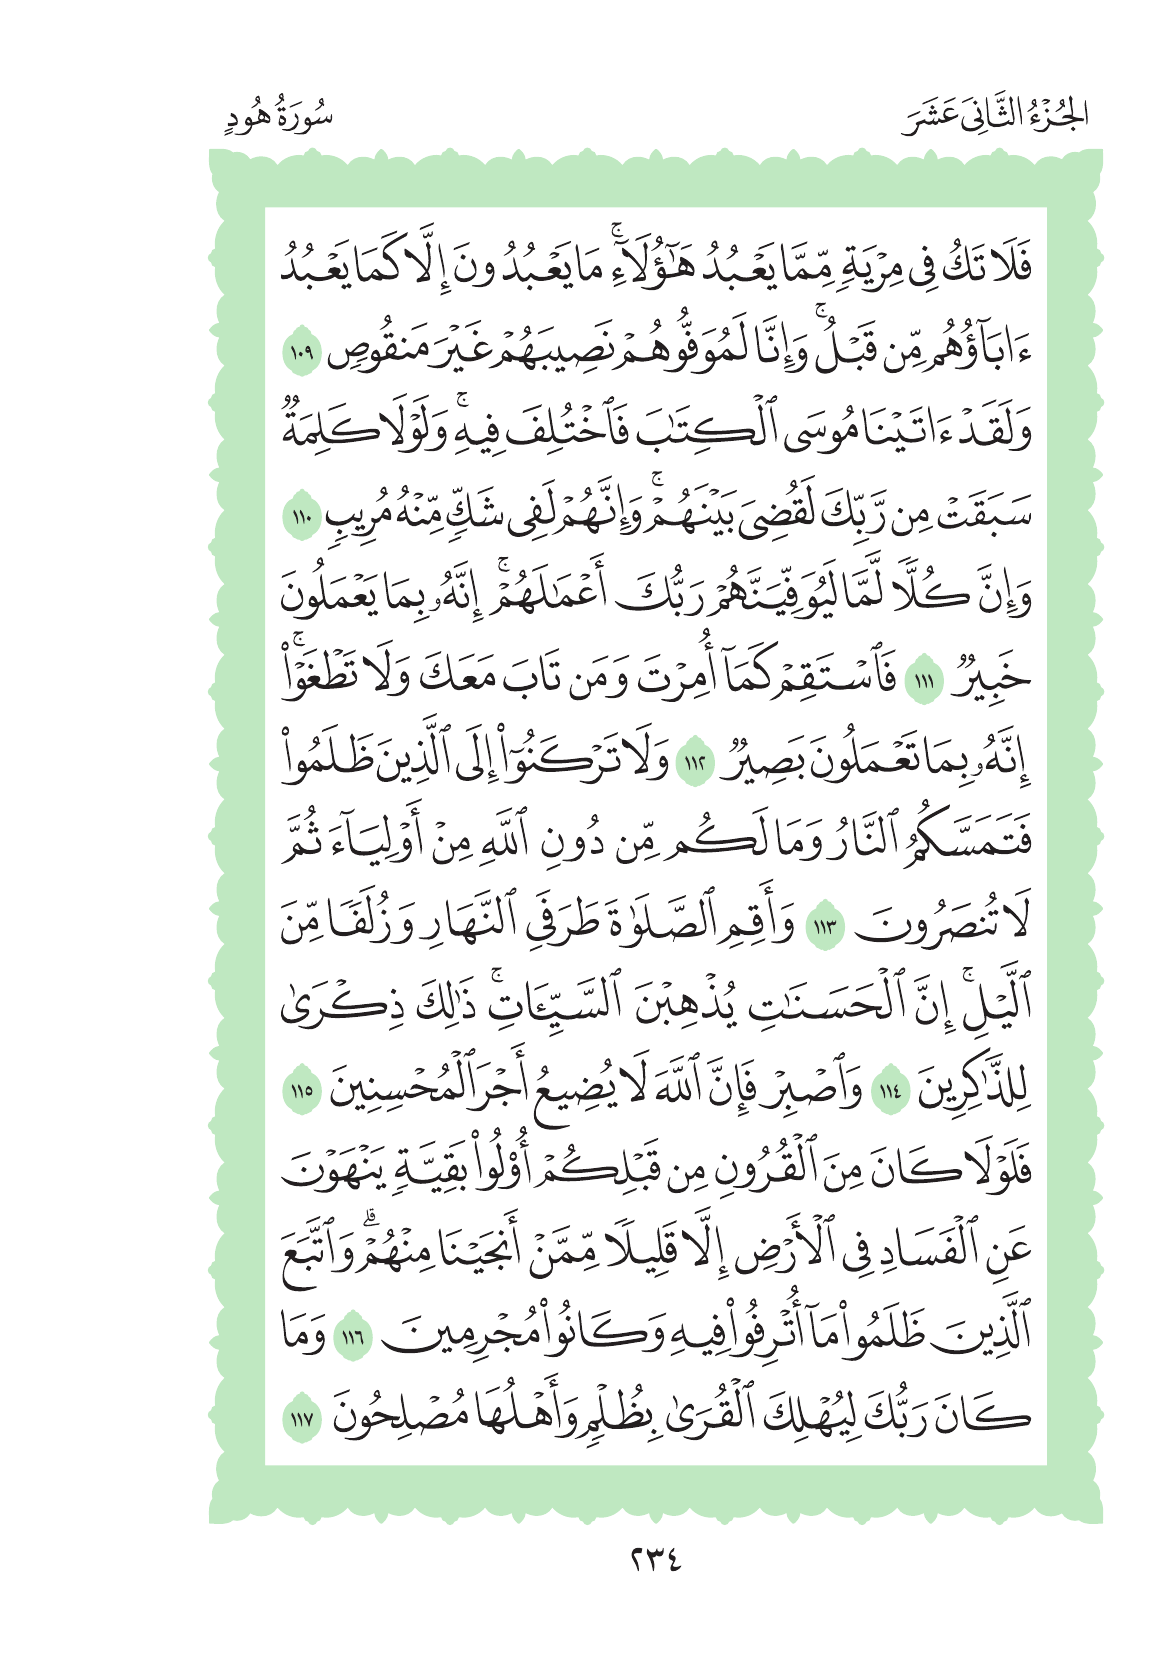 الجُزْءُ الثَّانِيَ عَشَرَ
سُورَةُ هُودٍ
فَلَا تَكُ فِي مِرْيَةٖ مِّمَّا يَعۡبُدُ هَٰٓؤُلَآءِۚ مَا يَعۡبُدُونَ إِلَّا كَمَا يَعۡبُدُ
ءَابَآؤُهُم مِّن قَبۡلُۚ وَإِنَّا لَمُوَفُّوهُمۡ نَصِيبَهُمۡ غَيۡرَ مَنقُوصٖ ١٠٩
وَلَقَدۡ ءَاتَيۡنَا مُوسَى ٱلۡكِتَٰبَ فَٱخۡتُلِفَ فِيهِۚ وَلَوۡلَا كَلِمَةٞ
سَبَقَتۡ مِن رَّبِّكَ لَقُضِيَ بَيۡنَهُمۡۚ وَإِنَّهُمۡ لَفِي شَكّٖ مِّنۡهُ مُرِيبٖ ١١٠
وَإِنَّ كُلّٗا لَّمَّا لَيُوَفِّيَنَّهُمۡ رَبُّكَ أَعۡمَٰلَهُمۡۚ إِنَّهُۥ بِمَا يَعۡمَلُونَ
خَبِيرٞ ١١١ فَٱسۡتَقِمۡ كَمَآ أُمِرۡتَ وَمَن تَابَ مَعَكَ وَلَا تَطۡغَوۡاْۚ
إِنَّهُۥ بِمَا تَعۡمَلُونَ بَصِيرٞ ١١٢ وَلَا تَرۡكَنُوٓاْ إِلَى ٱلَّذِينَ ظَلَمُواْ
فَتَمَسَّكُمُ ٱلنَّارُ وَمَا لَكُم مِّن دُونِ ٱللَّهِ مِنۡ أَوۡلِيَآءَ ثُمَّ
لَا تُنصَرُونَ ١١٣ وَأَقِمِ ٱلصَّلَوٰةَ طَرَفَيِ ٱلنَّهَارِ وَزُلَفٗا مِّنَ
ٱلَّيۡلِۚ إِنَّ ٱلۡحَسَنَٰتِ يُذۡهِبۡنَ ٱلسَّيِّـَٔاتِۚ ذَٰلِكَ ذِكۡرَىٰ
لِلذَّٰكِرِينَ ١١٤ وَٱصۡبِرۡ فَإِنَّ ٱللَّهَ لَا يُضِيعُ أَجۡرَ ٱلۡمُحۡسِنِينَ ١١٥
فَلَوۡلَا كَانَ مِنَ ٱلۡقُرُونِ مِن قَبۡلِكُمۡ أُوْلُواْ بَقِيَّةٖ يَنۡهَوۡنَ
عَنِ ٱلۡفَسَادِ فِي ٱلۡأَرۡضِ إِلَّا قَلِيلٗا مِّمَّنۡ أَنجَيۡنَا مِنۡهُمۡۗ وَٱتَّبَعَ
ٱلَّذِينَ ظَلَمُواْ مَآ أُتۡرِفُواْ فِيهِ وَكَانُواْ مُجۡرِمِينَ ١١٦ وَمَا
كَانَ رَبُّكَ لِيُهۡلِكَ ٱلۡقُرَىٰ بِظُلۡمٖ وَأَهۡلُهَا مُصۡلِحُونَ ١١٧
٢٣٤